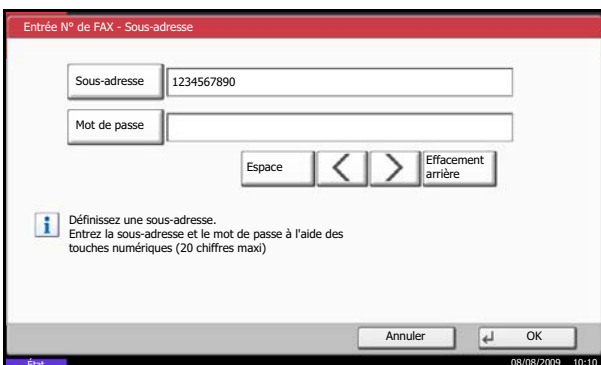 Entrée N° de FAX - Sous-adresse
Sous-adresse 1234567890
Mot de passe
Espace Effacement
arrière
Définissez une sous-adresse.
Entrez la sous-adresse et le mot de passe à l'aide des
touches numériques (20 chiffres maxi)
Annuler OK
État 08/08/2009 10:10